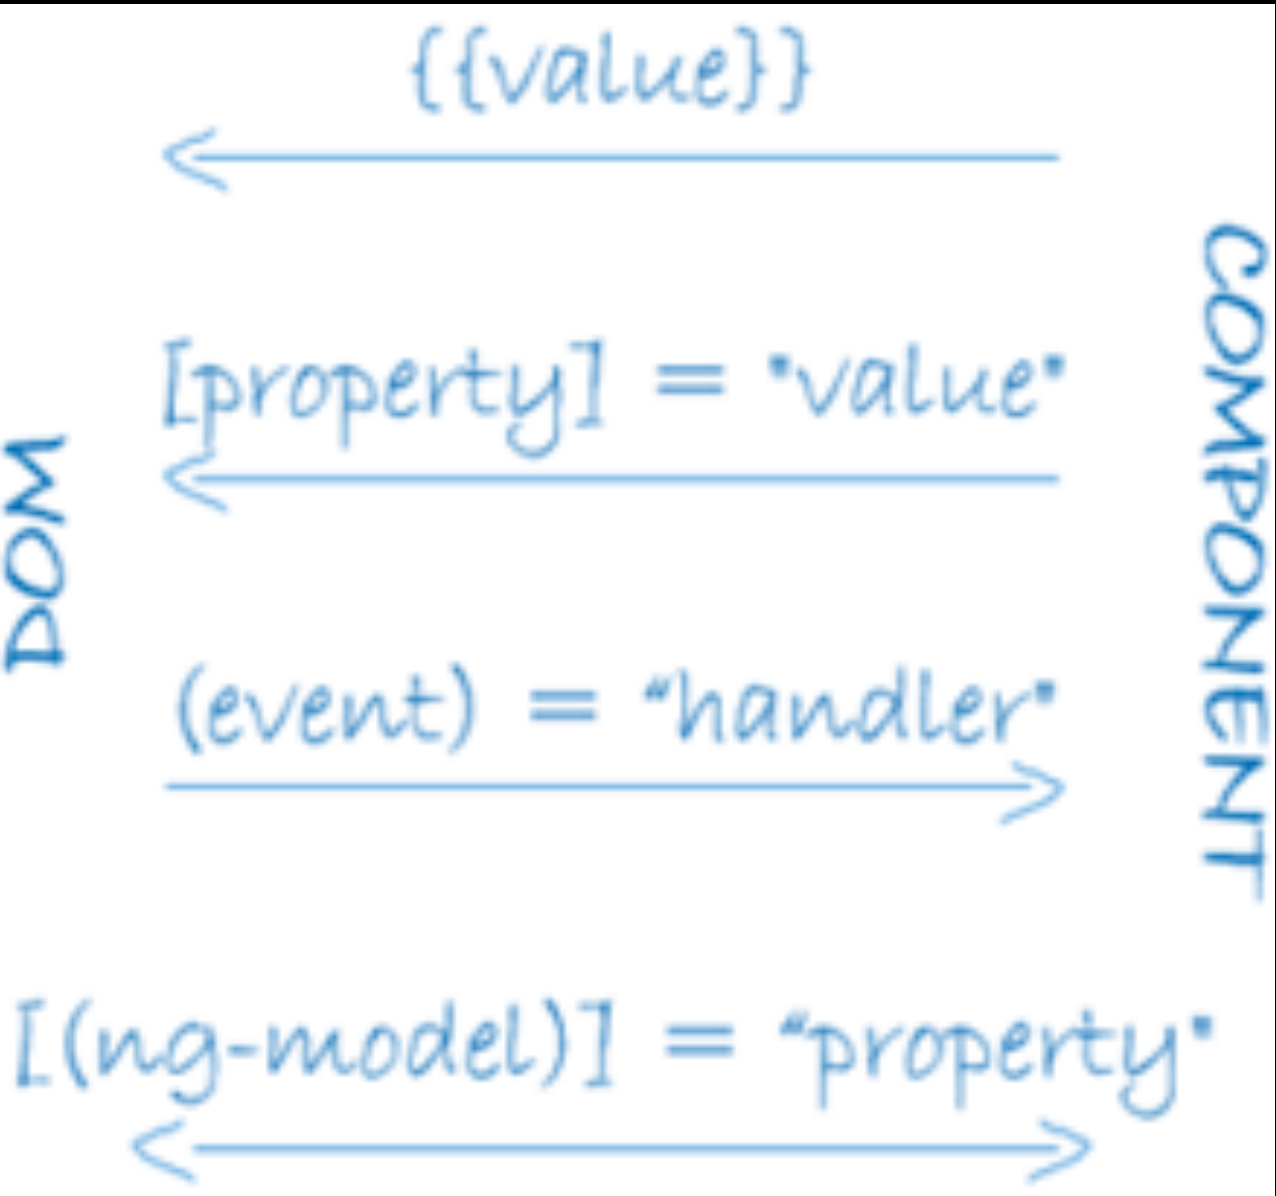 {{value}}
[property] = "value"
DOM
COMPONENT
(event) = “handler"
[(ng-model)] = “property"